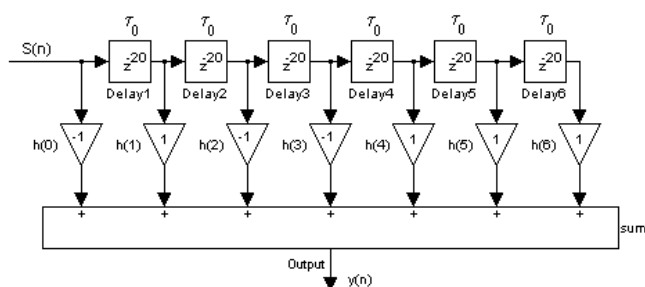 τ0 τ0 τ0 τ0 τ0 τ0
S(n) z-20 z-20 z-20 z-20 z-20 z-20
Delay1 Delay2 Delay3 Delay4 Delay5 Delay6
h(0) -1 h(1) 1 h(2) -1 h(3) -1 h(4) 1 h(5) 1 h(6) 1
+ + + + + + +
sum
Output
y(n)